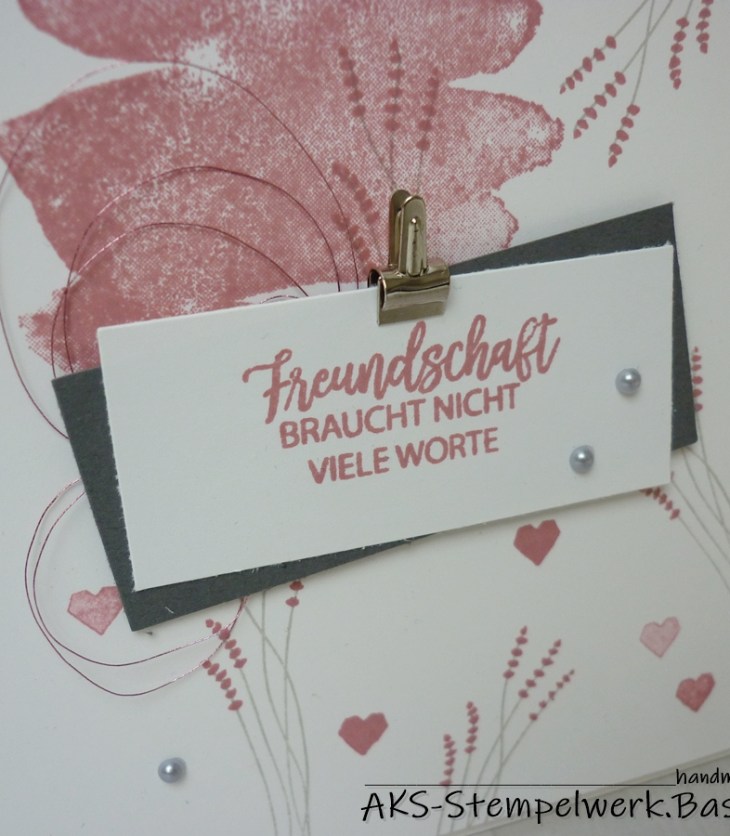 Freundschaft
BRAUCHT NICHT
VIELE WORTE
handm
AKS-Stempelwerk.Bas